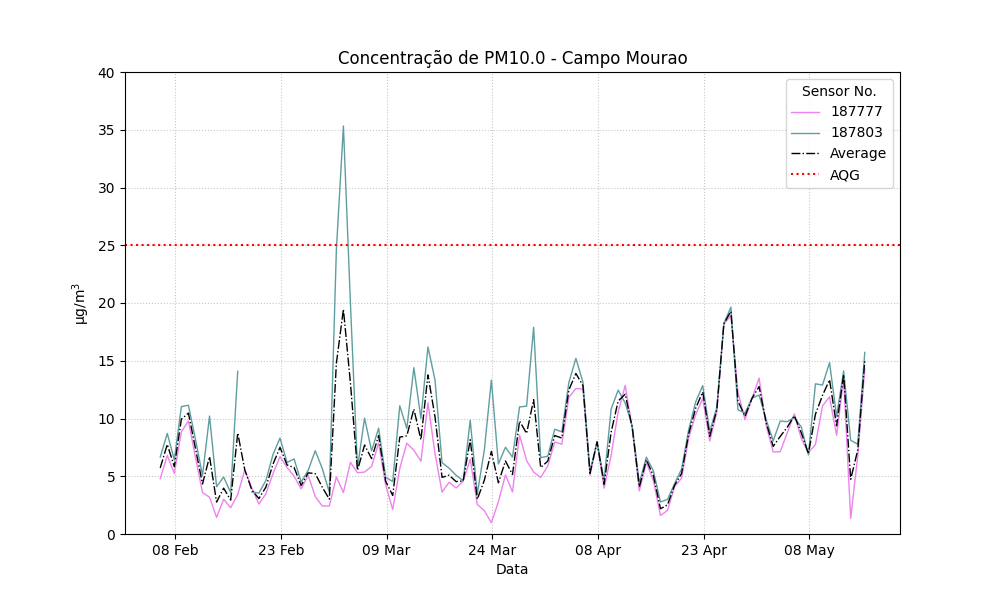 Concentração de PM10.0 - Campo Mourao
40
35
30
25
20
15
10
5
0
µg/m³
Sensor No.
187777
187803
Average
AQG
08 Feb 23 Feb 09 Mar 24 Mar 08 Apr 23 Apr 08 May
Data